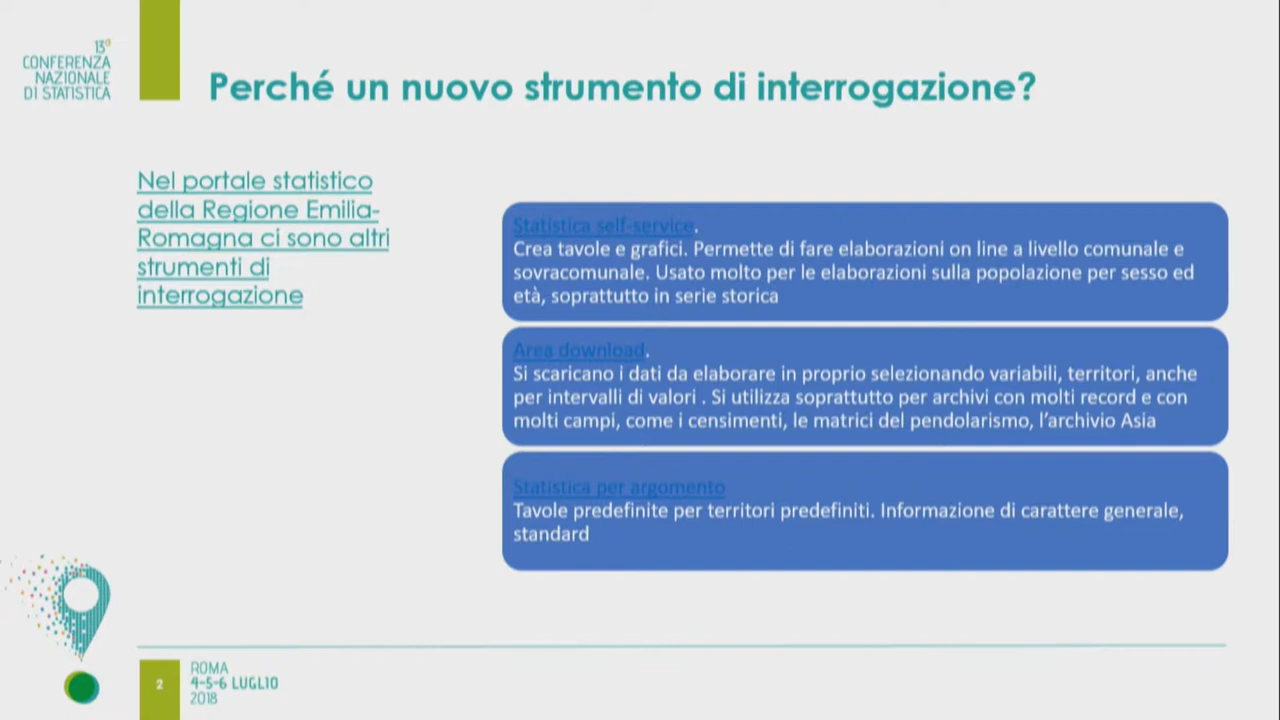 13ª
CONFERENZA
NAZIONALE
DI STATISTICA
Perché un nuovo strumento di interrogazione?
Nel portale statistico
della Regione Emilia-
Romagna ci sono altri
strumenti di
interrogazione
Statistica self-service.
Crea tavole e grafici. Permette di fare elaborazioni on line a livello comunale e
sovracomunale. Usato molto per le elaborazioni sulla popolazione per sesso ed
età, soprattutto in serie storica
Area download.
Si scaricano i dati da elaborare in proprio selezionando variabili, territori, anche
per intervalli di valori . Si utilizza soprattutto per archivi con molti record e con
molti campi, come i censimenti, le matrici del pendolarismo, l’archivio Asia
Statistica per argomento
Tavole predefinite per territori predefiniti. Informazione di carattere generale,
standard
2
ROMA
4-5-6 LUGLIO
2018